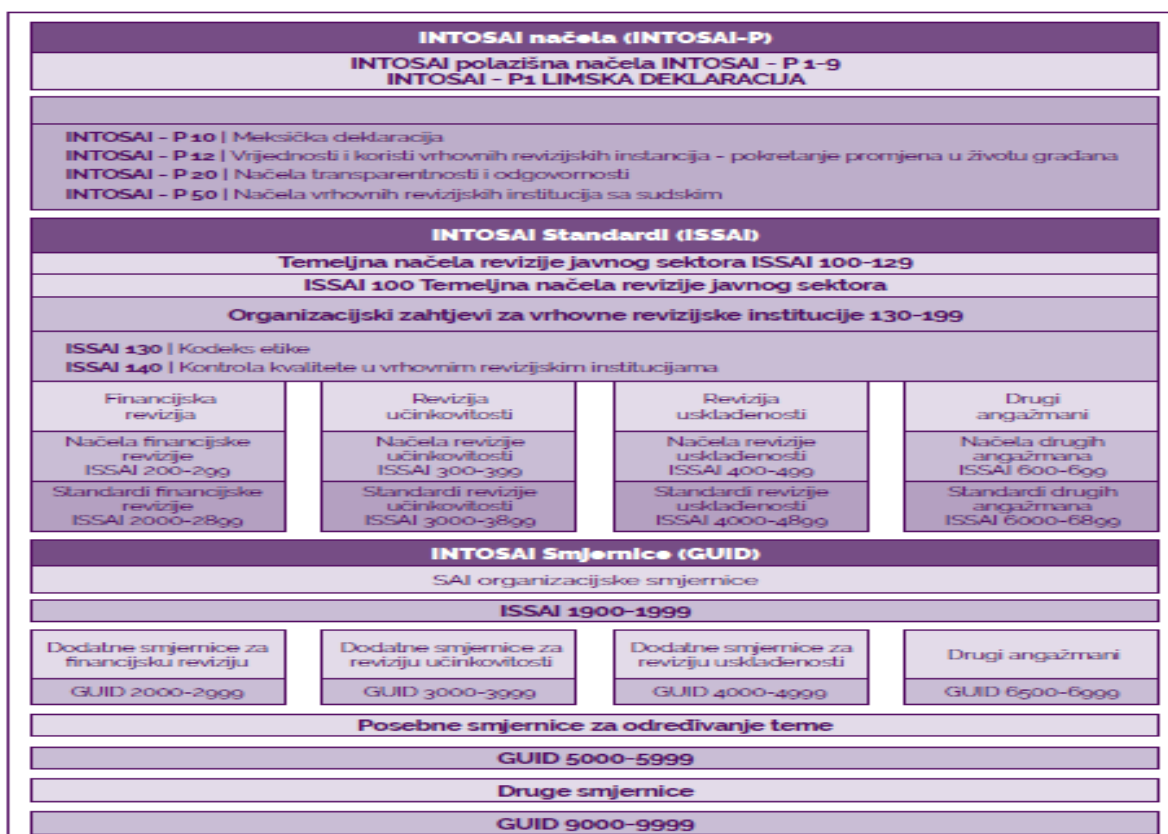 INTOSAI načela (INTOSAI-P)
INTOSAI polazišna načela INTOSAI - P 1-9
INTOSAI - P1 LIMSKA DEKLARACIJA
INTOSAI - P 10 | Meksička deklaracija
INTOSAI - P 12 | Vrijednosti i koristi vrhovnih revizijskih instancija - pokretanje promjena u životu građana
INTOSAI - P 20 | Načela transparentnosti i odgovornosti
INTOSAI - P 50 | Načela vrhovnih revizijskih institucija sa sudskim
INTOSAI Standardi (ISSAI)
Temeljna načela revizije javnog sektora ISSAI 100-129
ISSAI 100 Temeljna načela revizije javnog sektora
Organizacijski zahtjevi za vrhovne revizijske institucije 130-199
ISSAI 130 | Kodeks etike
ISSAI 140 | Kontrola kvalitete u vrhovnim revizijskim institucijama
Financijska
revizija
Načela financijske
revizije
ISSAI 200-299
Standardi financijske
revizije
ISSAI 2000-2899
Revizija
učinkovitosti
Načela revizije
učinkovitosti
ISSAI 300-399
Standardi revizije
učinkovitosti
ISSAI 3000-3899
Revizija
usklađenosti
Načela revizije
usklađenosti
ISSAI 400-499
Standardi revizije
usklađenosti
ISSAI 4000-4899
Drugi
angažmani
Načela drugih
angažmana
ISSAI 600-699
Standardi drugih
angažmana
ISSAI 6000-6899
INTOSAI Smjernice (GUID)
SAI organizacijske smjernice
ISSAI 1900-1999
Dodatne smjernice za
financijsku reviziju
GUID 2000-2999
Dodatne smjernice za
reviziju učinkovitosti
GUID 3000-3999
Dodatne smjernice za
reviziju usklađenosti
GUID 4000-4999
Drugi angažmani
GUID 6500-6999
Posebne smjernice za određivanje teme
GUID 5000-5999
Druge smjernice
GUID 9000-9999